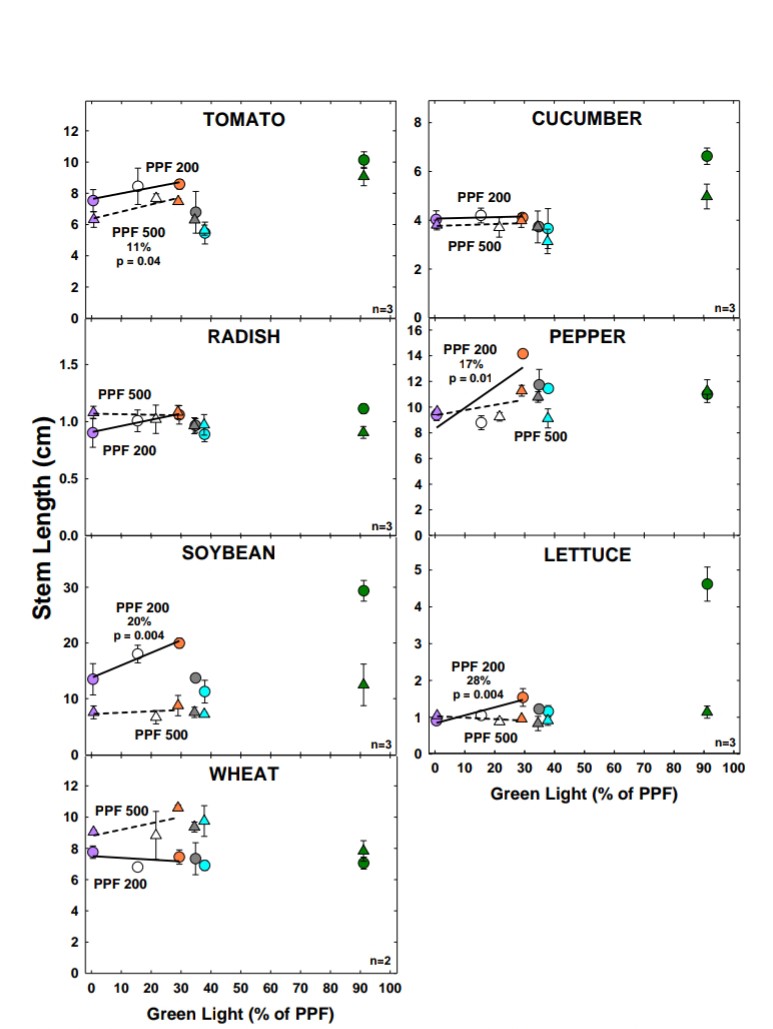 TOMATO
12
10
8
6
4
2
0
PPF 200
PPF 500
11%
p = 0.04
n=3
CUCUMBER
8
6
4
2
0
PPF 200
PPF 500
n=3
RADISH
1.5
1.0
0.5
0.0
PPF 500
PPF 200
n=3
PEPPER
16
14
12
10
8
6
4
2
0
PPF 200
17%
p = 0.01
PPF 500
Stem Length (cm)
SOYBEAN
30
20
10
0
PPF 200
20%
p = 0.004
PPF 500
n=3
LETTUCE
5
4
3
2
1
0
PPF 200
28%
p = 0.004
PPF 500
n=3
0 10 20 30 40 50 60 70 80 90 100
Green Light (% of PPF)
WHEAT
12
10
8
6
4
2
0
PPF 500
PPF 200
n=2
0 10 20 30 40 50 60 70 80 90 100
Green Light (% of PPF)